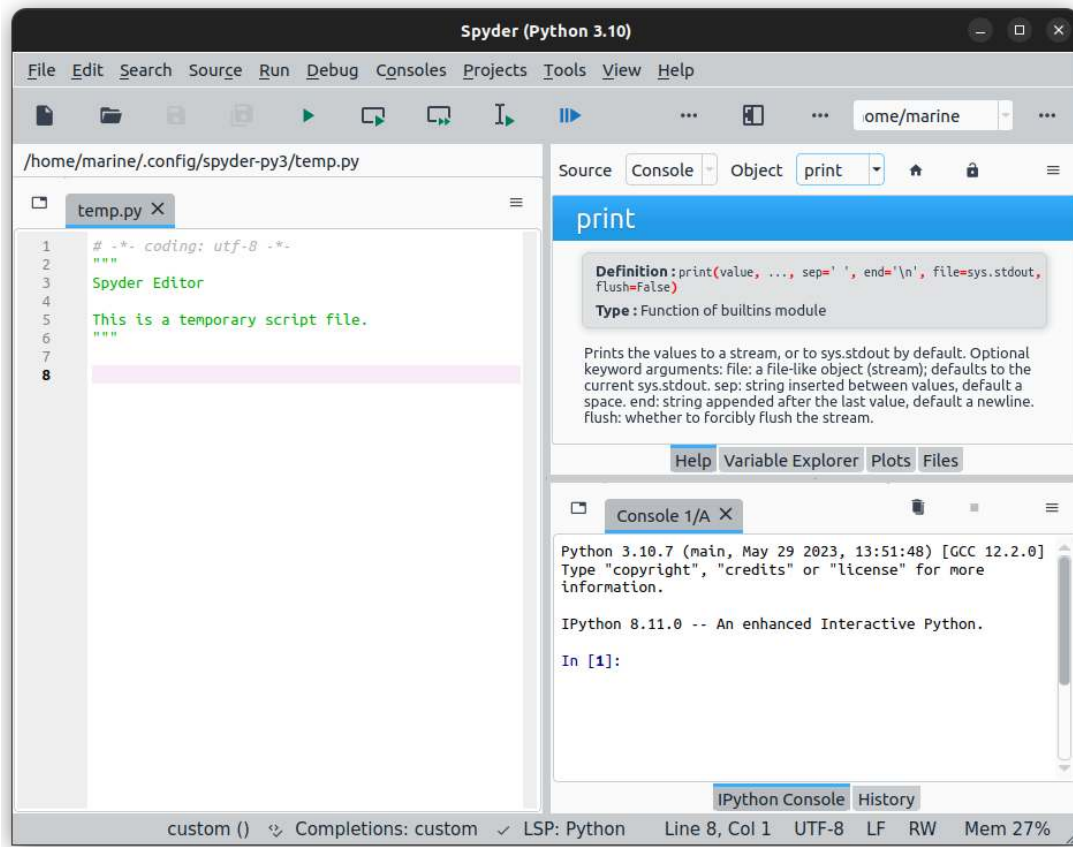 Spyder (Python 3.10)
File Edit Search Source Run Debug Consoles Projects Tools View Help
ome/marine
/home/marine/.config/spyder-py3/temp.py
temp.py
1 # -*- coding: utf-8 -*-
2 """
3 Spyder Editor
4
5 This is a temporary script file.
6 """
7
8
Source Console Object print
print
Definition : print(value, ..., sep=' ', end='\n', file=sys.stdout,
flush=False)
Type : Function of builtins module
Prints the values to a stream, or to sys.stdout by default. Optional
keyword arguments: file: a file-like object (stream); defaults to the
current sys.stdout. sep: string inserted between values, default a
space. end: string appended after the last value, default a newline.
flush: whether to forcibly flush the stream.
Help Variable Explorer Plots Files
Console 1/A
Python 3.10.7 (main, May 29 2023, 13:51:48) [GCC 12.2.0]
Type "copyright", "credits" or "license" for more
information.
IPython 8.11.0 -- An enhanced Interactive Python.
In [1]:
IPython Console History
custom () Completions: custom LSP: Python Line 8, Col 1 UTF-8 LF RW Mem 27%